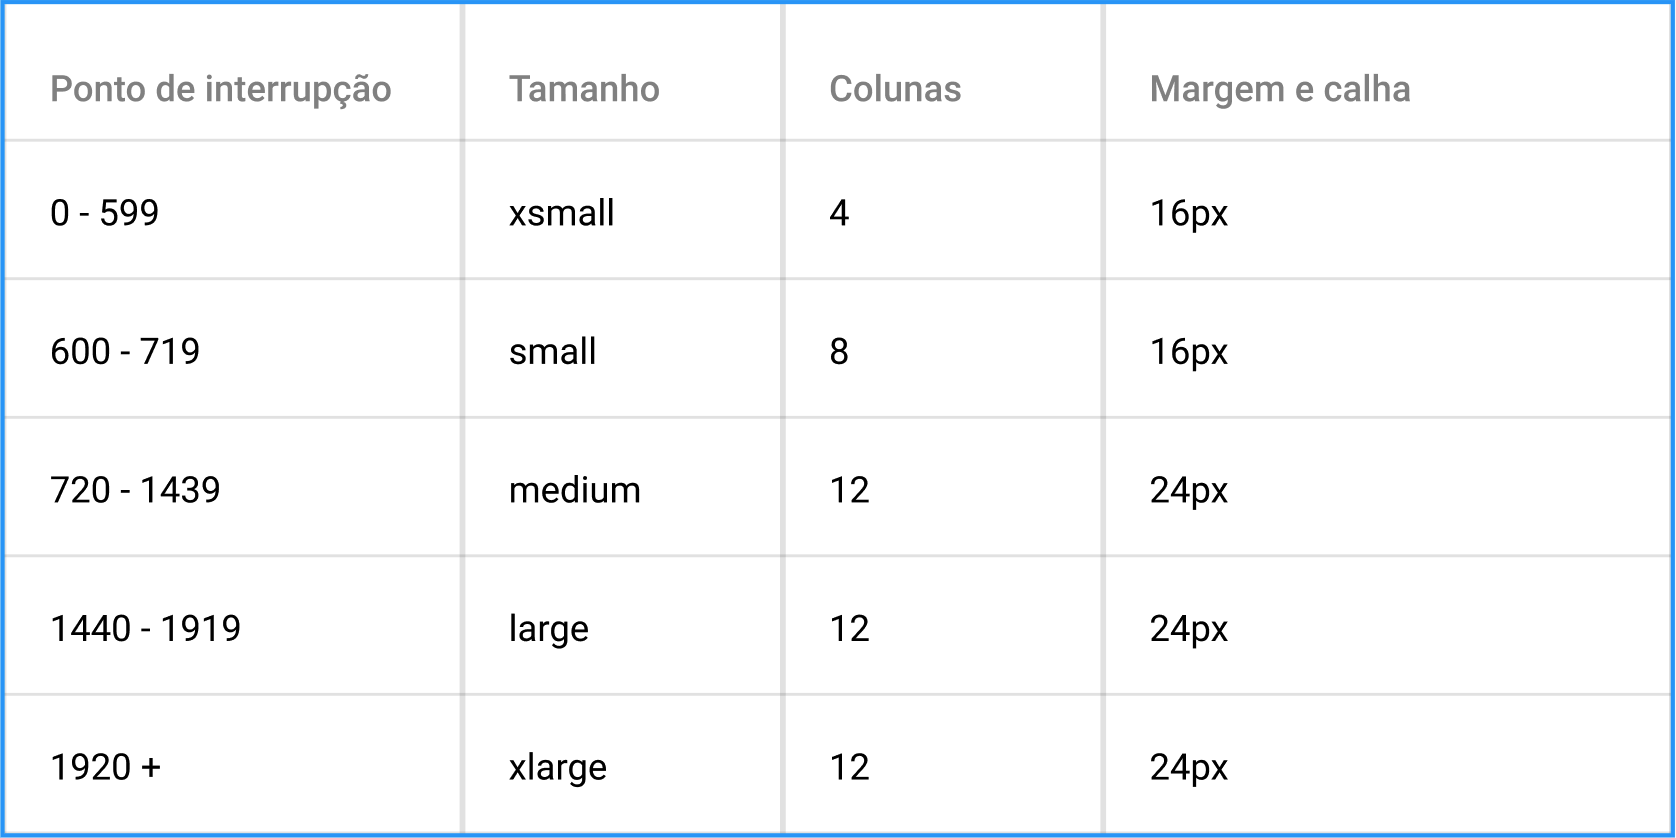 Ponto de interrupção Tamanho Colunas Margem e calha
0 - 599 xsmall 4 16px
600 - 719 small 8 16px
720 - 1439 medium 12 24px
1440 - 1919 large 12 24px
1920 + xlarge 12 24px